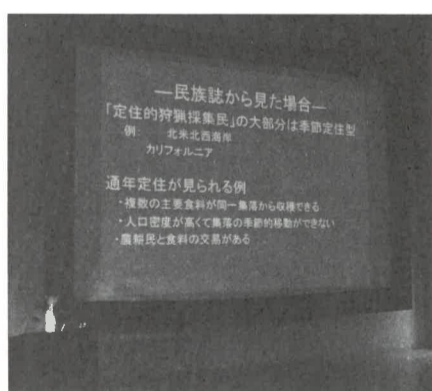 ―民族誌から見た場合―
「定住的狩猟採集民」の大部分は季節定住型
例 北米北西海岸
カリフォルニア
通年定住が見られる例
・複数の主要食料が同一集落から収穫できる
・人口密度が高くて集落の季節的移動ができない
・農耕民と食料の交易がある